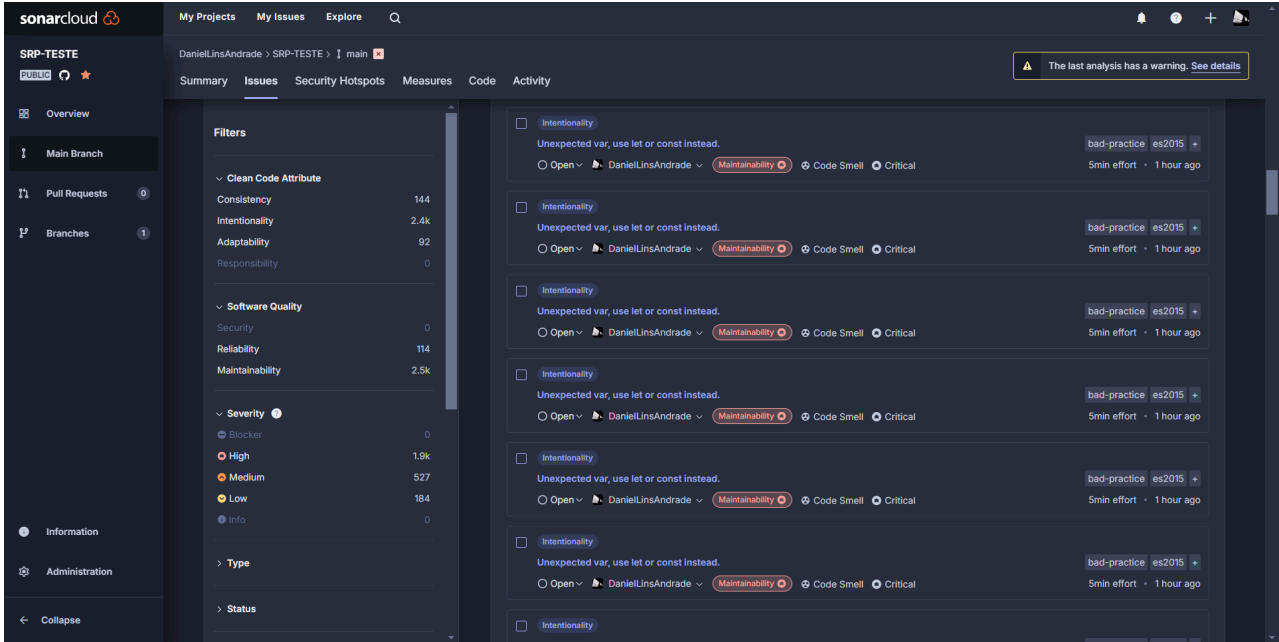 sonarcloud
My Projects My Issues Explore
SRP-TESTE
PUBLIC
DanielLinsAndrade > SRP-TESTE > main
The last analysis has a warning. See details
Summary Issues Security Hotspots Measures Code Activity
Overview
Main Branch
Pull Requests 0
Branches 1
Information
Administration
Collapse
Filters
Clean Code Attribute
Consistency 144
Intentionality 2.4k
Adaptability 92
Responsibility 0
Software Quality
Security 0
Reliability 114
Maintainability 2.5k
Severity ?
Blocker 0
High 1.9k
Medium 527
Low 184
Info 0
Type
Status
Intentionality
Unexpected var, use let or const instead. bad-practice es2015 +
Open DanielLinsAndrade Maintainability Code Smell Critical 5min effort • 1 hour ago
Intentionality
Unexpected var, use let or const instead. bad-practice es2015 +
Open DanielLinsAndrade Maintainability Code Smell Critical 5min effort • 1 hour ago
Intentionality
Unexpected var, use let or const instead. bad-practice es2015 +
Open DanielLinsAndrade Maintainability Code Smell Critical 5min effort • 1 hour ago
Intentionality
Unexpected var, use let or const instead. bad-practice es2015 +
Open DanielLinsAndrade Maintainability Code Smell Critical 5min effort • 1 hour ago
Intentionality
Unexpected var, use let or const instead. bad-practice es2015 +
Open DanielLinsAndrade Maintainability Code Smell Critical 5min effort • 1 hour ago
Intentionality
Unexpected var, use let or const instead. bad-practice es2015 +
Open DanielLinsAndrade Maintainability Code Smell Critical 5min effort • 1 hour ago
Intentionality